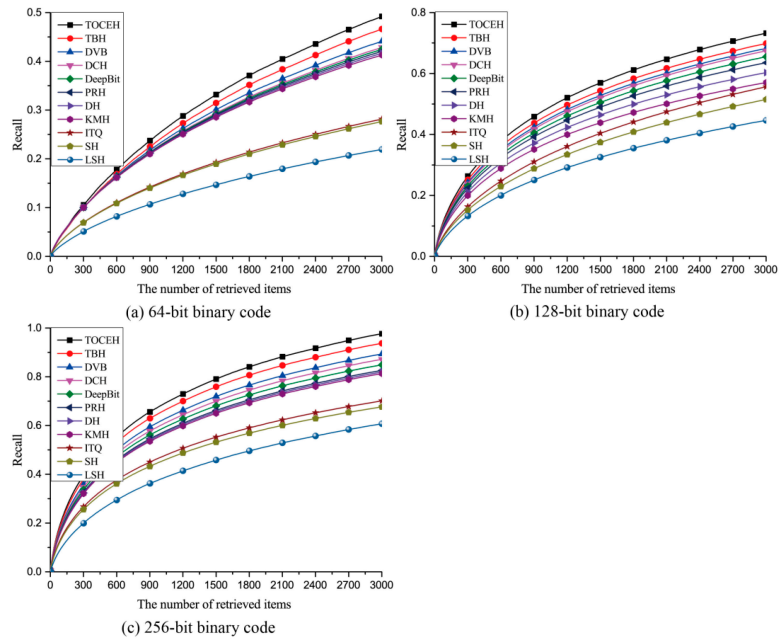 0.5
0.4
0.3
0.2
0.1
0.0
Recall
TOCEH
TBH
DVB
DCH
DeepBit
PRH
DH
KMH
ITQ
SH
LSH
0 300 600 900 1200 1500 1800 2100 2400 2700 3000
The number of retrieved items
(a) 64-bit binary code
0.8
0.6
0.4
0.2
0.0
Recall
TOCEH
TBH
DVB
DCH
DeepBit
PRH
DH
KMH
ITQ
SH
LSH
0 300 600 900 1200 1500 1800 2100 2400 2700 3000
The number of retrieved items
(b) 128-bit binary code
1.0
0.8
0.6
0.4
0.2
0.0
Recall
TOCEH
TBH
DVB
DCH
DeepBit
PRH
DH
KMH
ITQ
SH
LSH
0 300 600 900 1200 1500 1800 2100 2400 2700 3000
The number of retrieved items
(c) 256-bit binary code